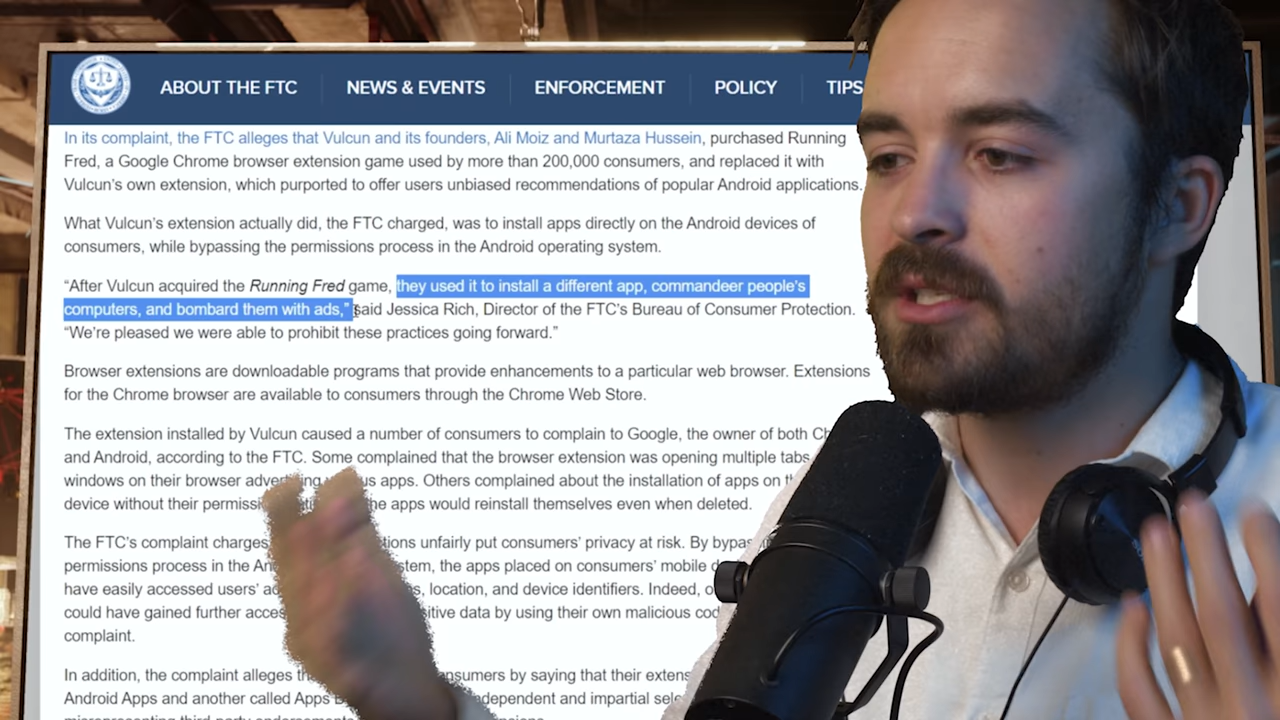 ABOUT THE FTC NEWS & EVENTS ENFORCEMENT POLICY TIPS
In its complaint, the FTC alleges that Vulcun and its founders, Ali Moiz and Murtaza Hussein, purchased Running
Fred, a Google Chrome browser extension game used by more than 200,000 consumers, and replaced it with
Vulcun's own extension, which purported to offer users unbiased recommendations of popular Android applications.
What Vulcun's extension actually did, the FTC charged, was to install apps directly on the Android devices of
consumers, while bypassing the permissions process in the Android operating system.
“After Vulcun acquired the Running Fred game, they used it to install a different app, commandeer people's
computers, and bombard them with ads,” said Jessica Rich, Director of the FTC's Bureau of Consumer Protection.
“We're pleased we were able to prohibit these practices going forward.”
Browser extensions are downloadable programs that provide enhancements to a particular web browser. Extensions
for the Chrome browser are available to consumers through the Chrome Web Store.
The extension installed by Vulcun caused a number of consumers to complain to Google, the owner of both
and Android, according to the FTC. Some complained that the browser extension was opening multiple tabs
windows on their browser apps. Others complained about the installation of apps on
device without their the apps would reinstall themselves even when deleted.
The FTC's complaint charges unfairly put consumers' privacy at risk. By
permissions process in the the apps placed on consumers' mobile
have easily accessed users' location, and device identifiers. Indeed,
could have gained further data by using their own malicious
complaint.
In addition, the complaint alleges by saying that their
Android Apps and another called Apps independent and impartial